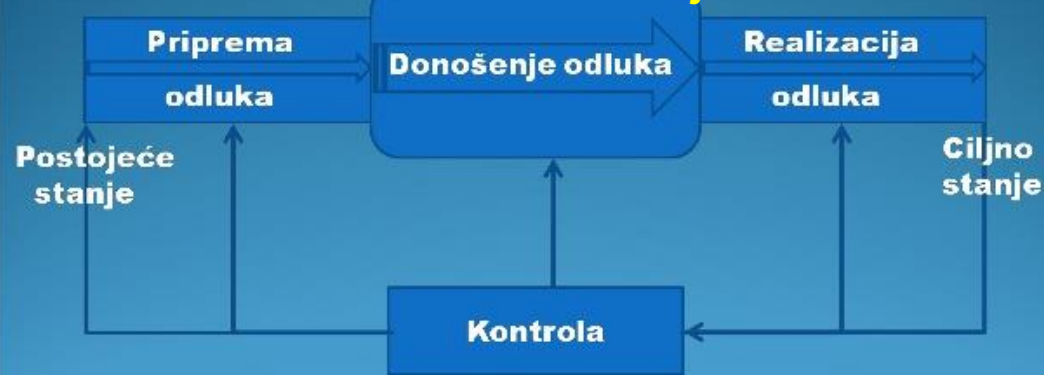 Priprema
odluka
Donošenje odluka
Realizacija
odluka
Postojeće
stanje
Ciljno
stanje
Kontrola